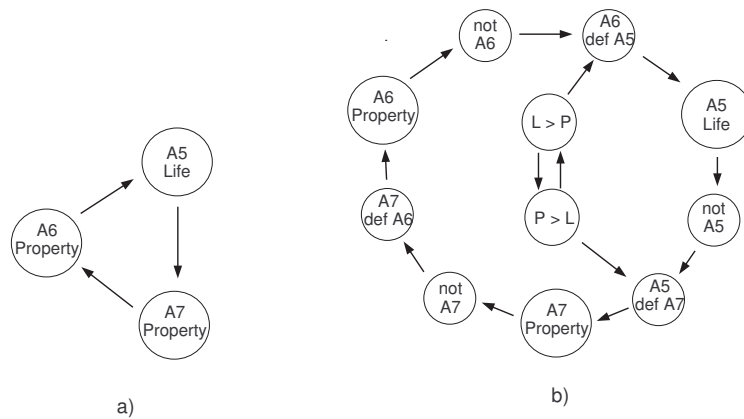 A5
Life
A6
Property
A7
Property
a)
not
A6
A6
def A5
A6
Property
L > P
A5
Life
A7
def A6
P > L
not
A5
not
A7
A7
Property
A5
def A7
b)